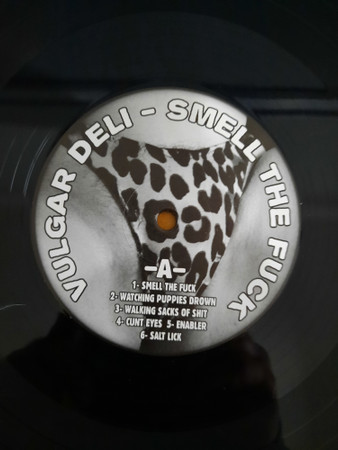 VULGAR DELI - SMELL THE FUCK
-A-
1- SMELL THE FUCK
2- WATCHING PUPPIES DROWN
3- WALKING SACKS OF SHIT
4- CUNT EYES 5- ENABLER
6- SALT LICK